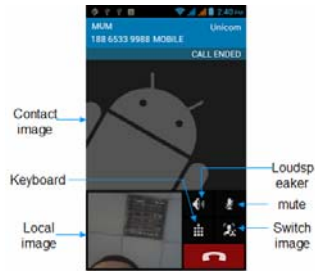 2:40 PM
MUM
Unicom
188 6533 9988 MOBILE
CALL ENDED
Contact
image
Loudsp
eaker
Keyboard
mute
Local
image
Switch
image